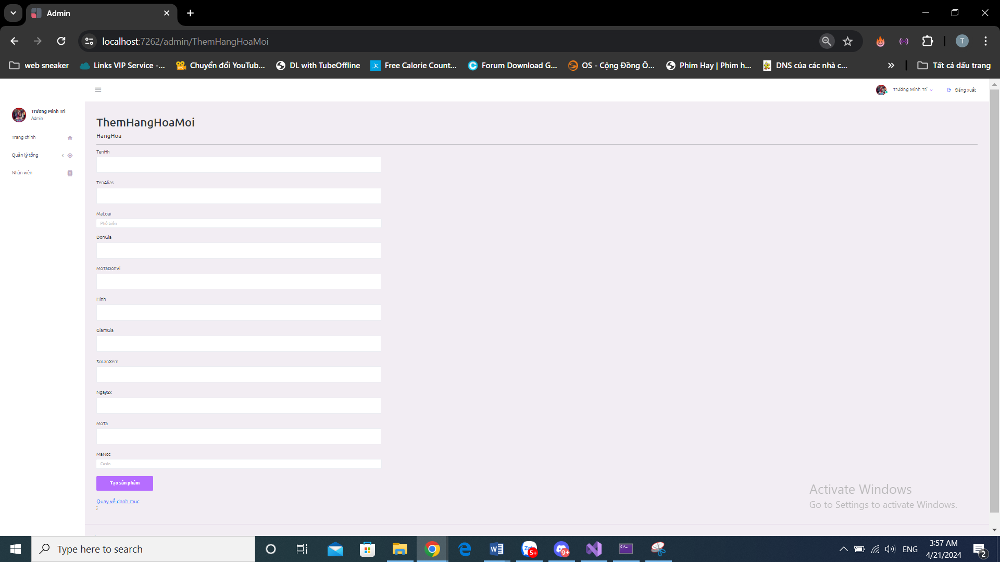 Admin
localhost:7262/admin/ThemHangHoaMoi
T
web sneaker
Links VIP Service -...
Chuyển đổi YouTub...
DL with TubeOffline
Free Calorie Count...
Forum Download G...
OS - Cộng Đồng Ô...
Phim Hay | Phim h...
DNS của các nhà c...
Tất cả dấu trang
Trương Minh Trí
Đăng xuất
Trương Minh Trí
Admin
Trang chính
Quản lý tổng
Nhân viên
ThemHangHoaMoi
HangHoa
TenHh
TenAlias
MaLoai
Phổ biến
DonGia
MoTaDonVi
Hinh
GiamGia
SoLanXem
NgaySx
MoTa
MaNcc
Casio
Tạo sản phẩm
Quay về danh mục
;
Activate Windows
Go to Settings to activate Windows.
Type here to search
5+
9+
ENG
3:57 AM
4/21/2024
2